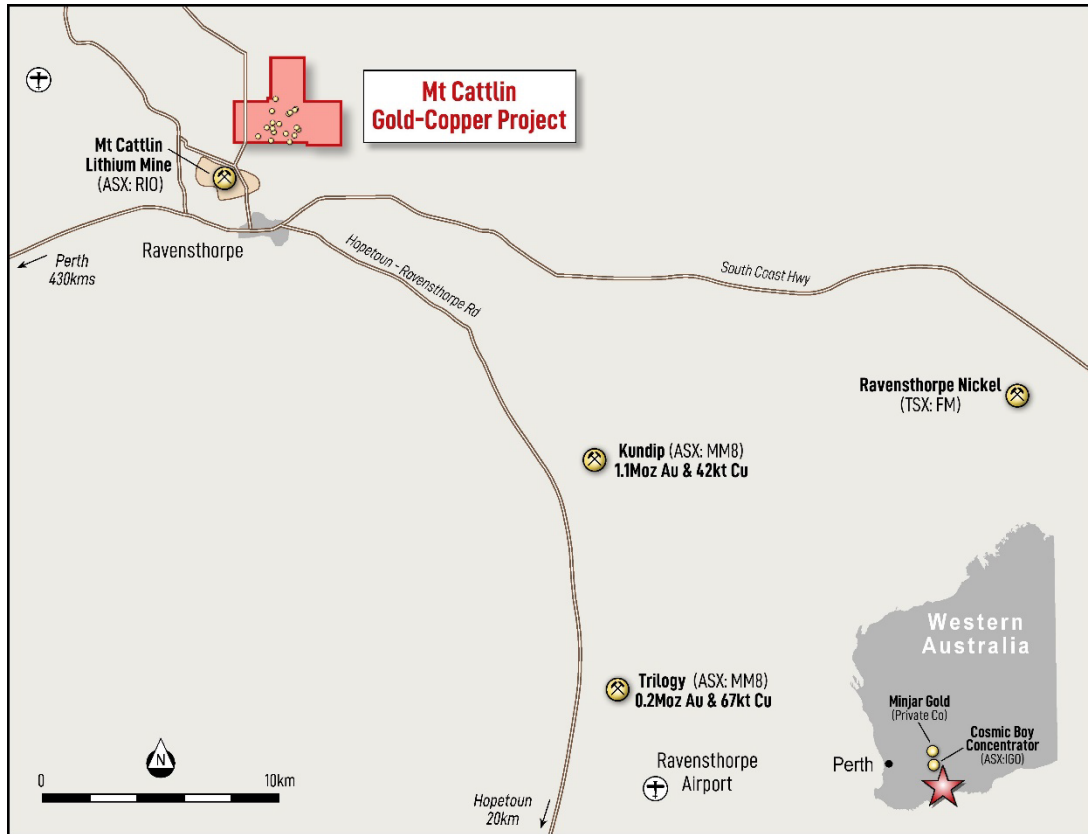 Mt Cattlin
Gold-Copper Project
Mt Cattlin
Lithium Mine
(ASX: RIO)
Ravensthorpe
Perth
430kms
Hopetoun - Ravensthorpe Rd
South Coast Hwy
Ravensthorpe Nickel
(TSX: FM)
Kundip (ASX: MM8)
1.1Moz Au & 42kt Cu
Trilogy (ASX: MM8)
0.2Moz Au & 67kt Cu
Ravensthorpe
Airport
Hopetoun
20km
N
0 10km
Western
Australia
Minjar Gold
(Private Co)
Cosmic Boy
Concentrator
(ASX:IGO)
Perth